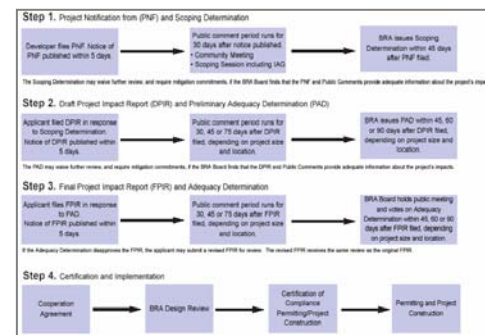 Step 1. Project Notification from (PNF) and Scoping Determination
Developer files PNF. Notice of
PNF published within 5 days.
Public comment period runs for
30 days after notice published.
• Community Meeting
• Scoping Session including IAG
BRA issues Scoping
Determination within 45 days
after PNF filed.
The Scoping Determination may waive further review, and require mitigation commitments, if the BRA Board finds that the PNF and Public Comments provide adequate information about the project's
Step 2. Draft Project Impact Report (DPIR) and Preliminary Adequacy Determination (PAD)
Applicant filed DPIR in response
to Scoping Determination.
Notice of DPIR published within
5 days.
Public comment period runs for
30, 45 or 75 days after DPIR
filed, depending on project size
and location.
BRA issues PAD within 45, 60
or 90 days after DPIR filed,
depending on project size and
location.
The PAD may waive further review, and require mitigation commitments, if the BRA Board finds that the DPIR and Public Comments provide adequate information about the project's impacts.
Step 3. Final Project Impact Report (FPIR) and Adequacy Determination
Applicant files FPIR in response
to PAD.
Notice of FPIR published within
5 days.
Public comment period runs for
30, 45 or 75 days after FPIR
filed, depending on project size
and location.
BRA Board holds public meeting
and votes on Adequacy
Determination within 45, 60 or 90
days after FPIR filed, depending
on project size and location
If the Adequacy Determination disapproves the FPIR, the applicant may submit a revised FPIR for review. The revised FPIR receives the same review as the original FPIR.
Step 4. Certification and Implementation
Cooperation
Agreement
BRA Design Review
Certification of
Compliance
Permitting/Project
Construction
Permitting and Project
Construction